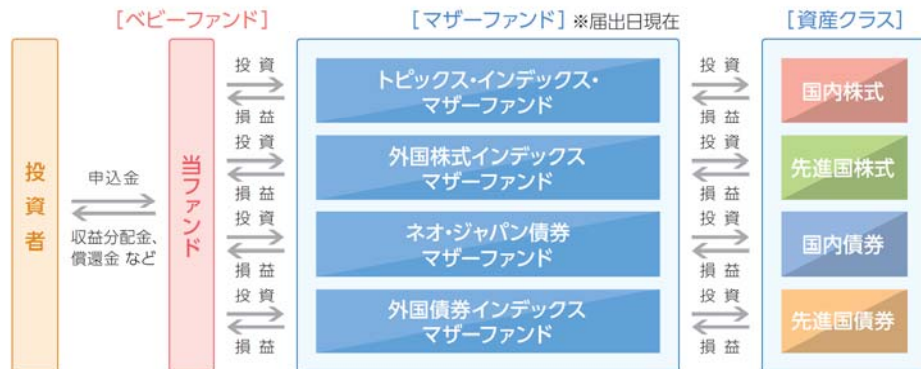 [ベビーファンド]
[マザーファンド] ※届出日現在
[資産クラス]
投資者
申込金
収益分配金、
償還金 など
当ファンド
投資
損益
トピックス・インデックス・
マザーファンド
投資
損益
国内株式
投資
損益
外国株式インデックス
マザーファンド
投資
損益
先進国株式
投資
損益
ネオ・ジャパン債券
マザーファンド
投資
損益
国内債券
投資
損益
外国債券インデックス
マザーファンド
投資
損益
先進国債券